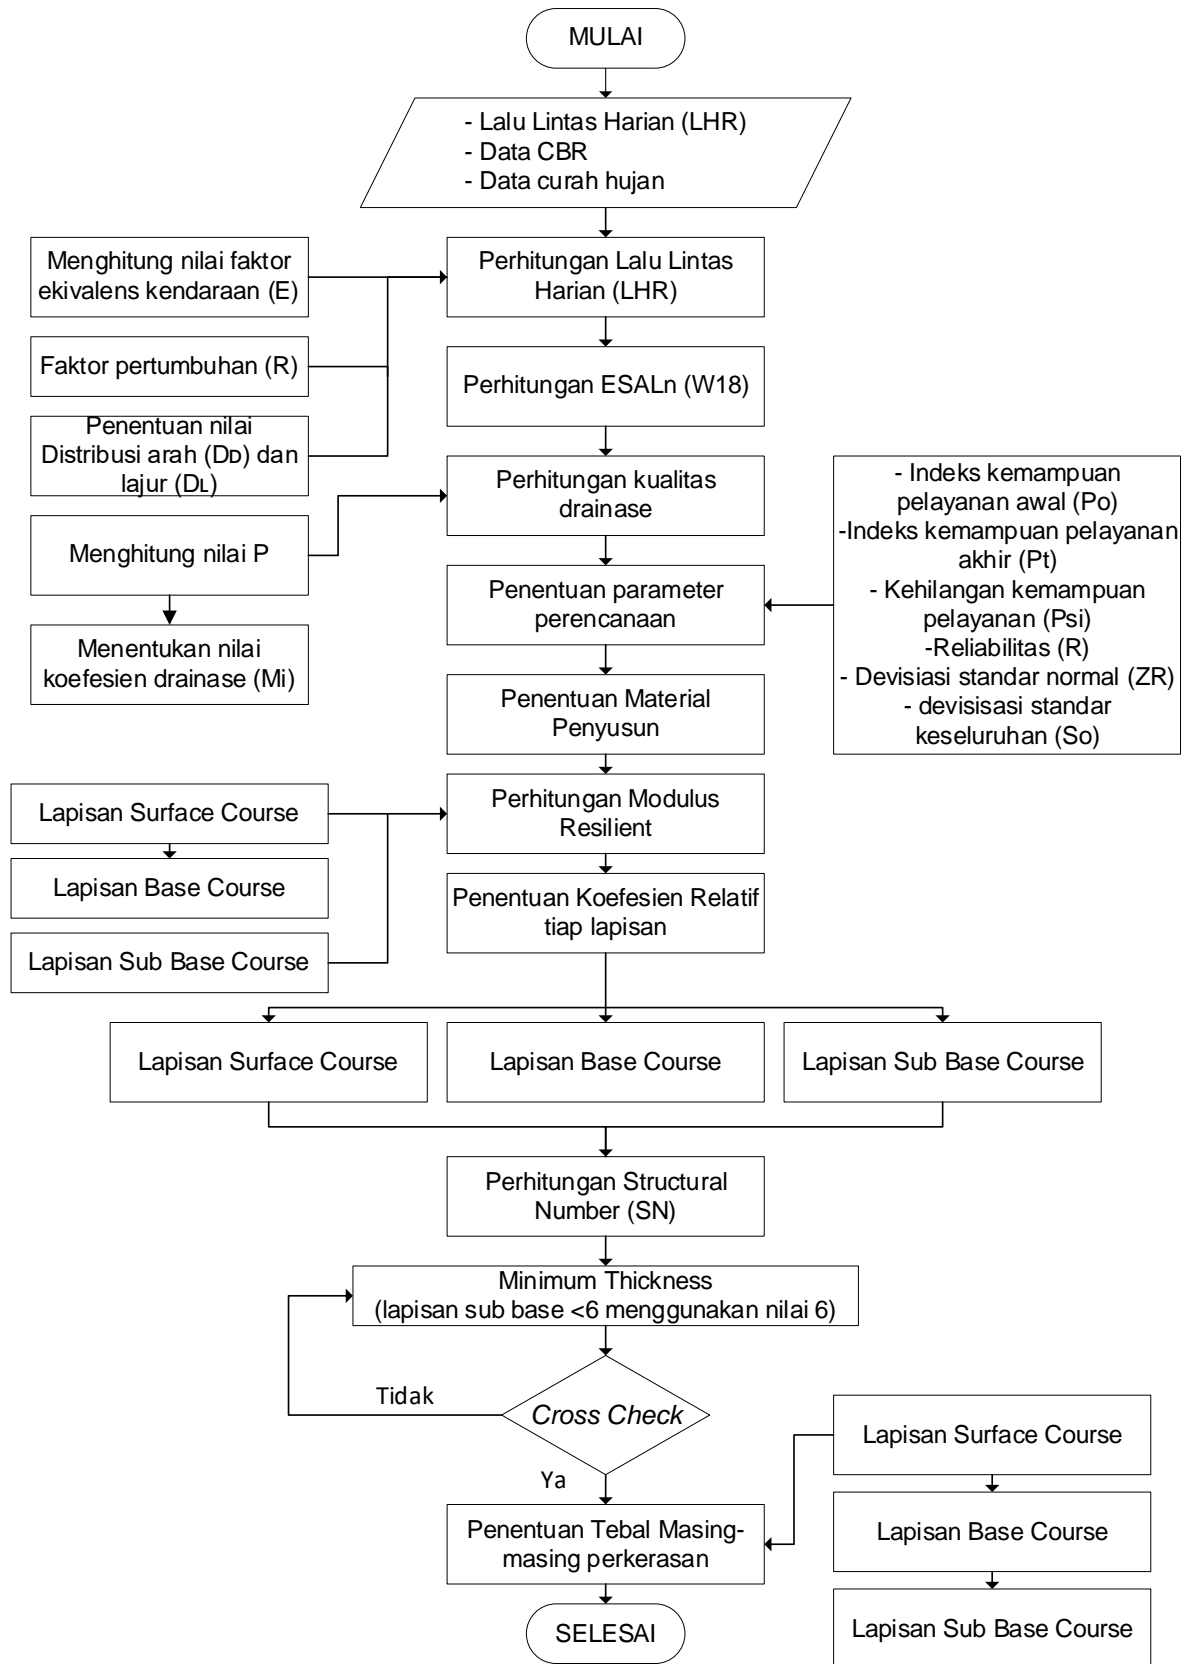 MULAI
- Lalu Lintas Harian (LHR)
- Data CBR
- Data curah hujan
Menghitung nilai faktor
ekivalens kendaraan (E)
Perhitungan Lalu Lintas
Harian (LHR)
Faktor pertumbuhan (R)
Perhitungan ESALn (W18)
Penentuan nilai
Distribusi arah (DD) dan
lajur (DL)
Perhitungan kualitas
drainase
- Indeks kemampuan
pelayanan awal (Po)
-Indeks kemampuan pelayanan
akhir (Pt)
- Kehilangan kemampuan
pelayanan (Psi)
-Reliabilitas (R)
- Devisiasi standar normal (ZR)
- devisisasi standar
keseluruhan (So)
Menghitung nilai P
Penentuan parameter
perencanaan
Menentukan nilai
koefesien drainase (Mi)
Penentuan Material
Penyusun
Lapisan Surface Course
Perhitungan Modulus
Resilient
Lapisan Base Course
Penentuan Koefesien Relatif
tiap lapisan
Lapisan Sub Base Course
Lapisan Surface Course
Lapisan Base Course
Lapisan Sub Base Course
Perhitungan Structural
Number (SN)
Minimum Thickness
(lapisan sub base <6 menggunakan nilai 6)
Tidak
Cross Check
Ya
Lapisan Surface Course
Penentuan Tebal Masing-
masing perkerasan
Lapisan Base Course
SELESAI
Lapisan Sub Base Course